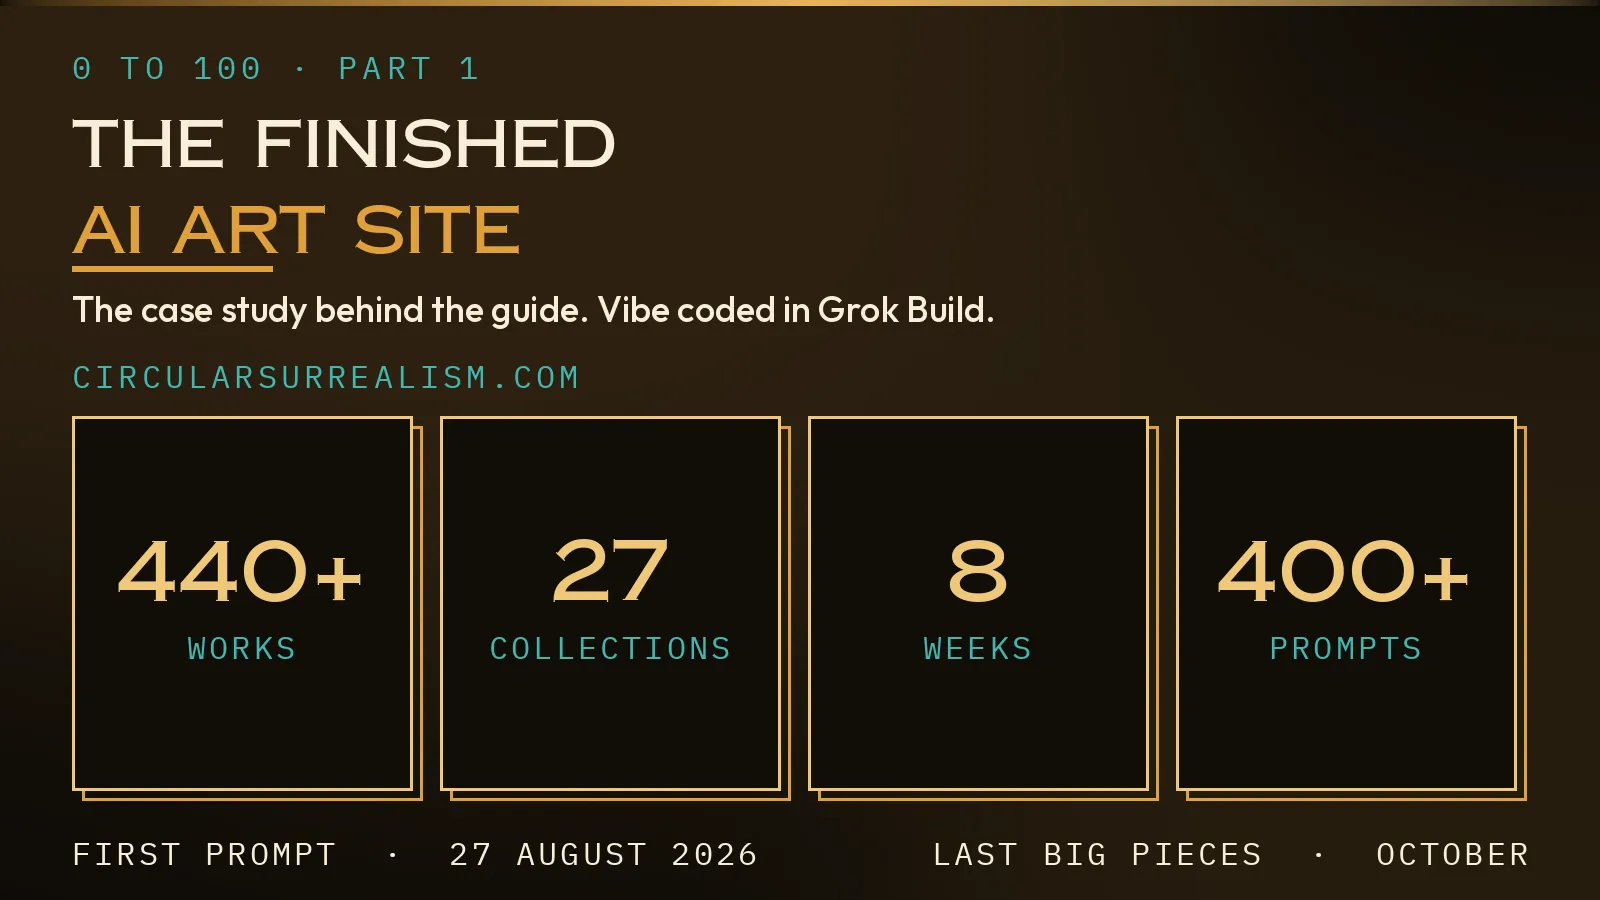 0 TO 100 · PART 1
THE FINISHED
AI ART SITE
The case study behind the guide. Vibe coded in Grok Build.
CIRCULARSURREALISM.COM
440+
WORKS
27
COLLECTIONS
8
WEEKS
400+
PROMPTS
FIRST PROMPT · 27 AUGUST 2026
LAST BIG PIECES · OCTOBER